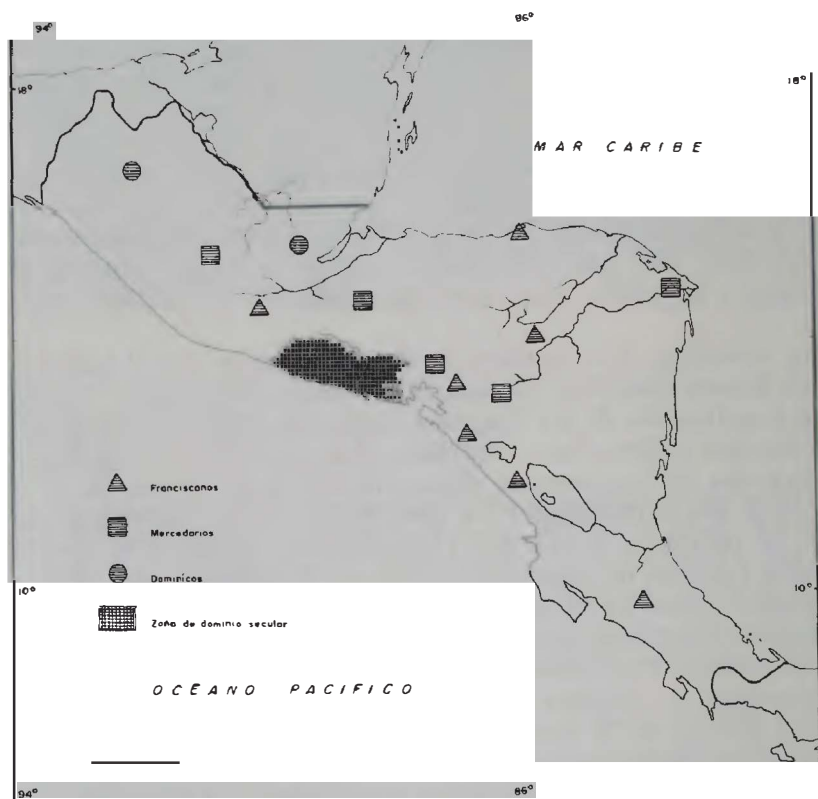 94°
86°
18°
18°
MAR CARIBE
Franciscanos
Mercedarios
Dominicos
10°
10°
Zona de dominio secular
OCEANO PACIFICO
94°
86°